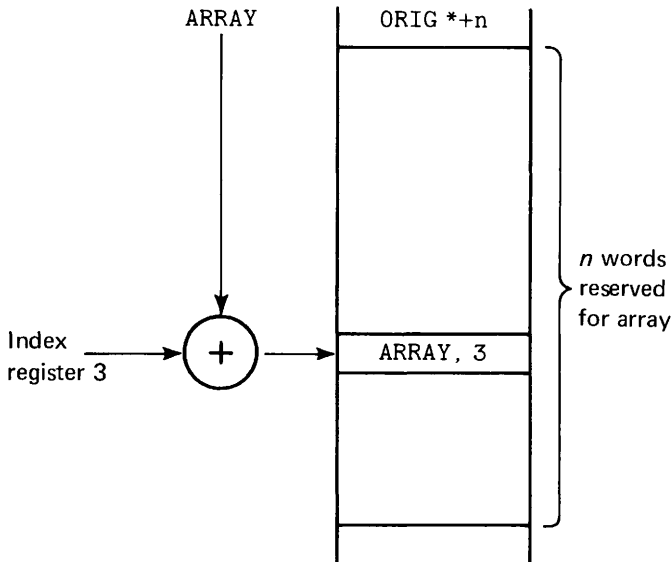 ARRAY
ORIG *+n
n words
reserved
for array
Index
register 3
+
ARRAY, 3